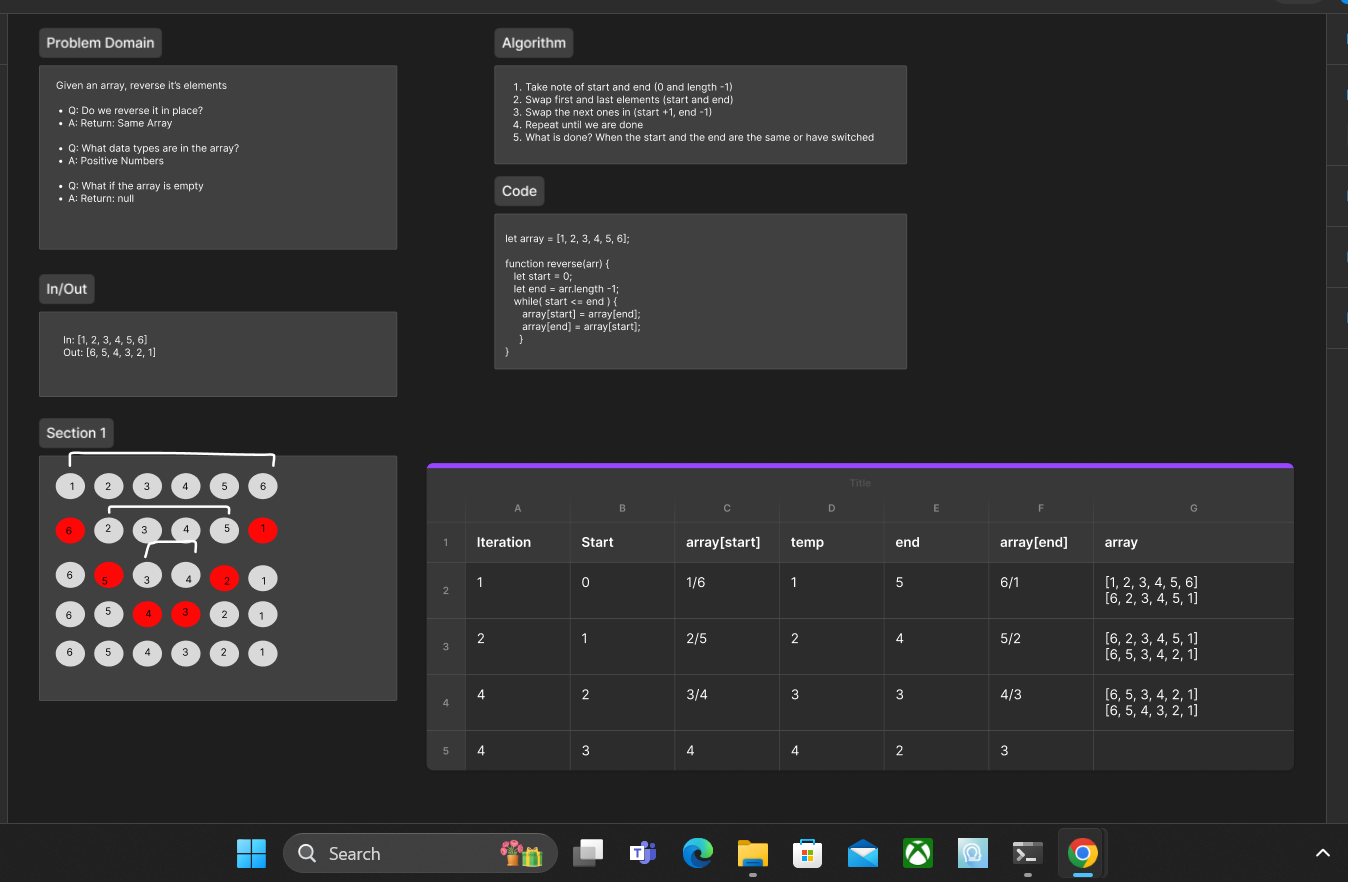 Problem Domain
Given an array, reverse it's elements
• Q: Do we reverse it in place?
• A: Return: Same Array
• Q: What data types are in the array?
• A: Positive Numbers
• Q: What if the array is empty
• A: Return: null
In/Out
In: [1, 2, 3, 4, 5, 6]
Out: [6, 5, 4, 3, 2, 1]
Section 1
1 2 3 4 5 6
6 2 3 4 5 1
6 5 3 4 2 1
6 5 4 3 2 1
6 5 4 3 2 1
Algorithm
1. Take note of start and end (0 and length -1)
2. Swap first and last elements (start and end)
3. Swap the next ones in (start +1, end -1)
4. Repeat until we are done
5. What is done? When the start and the end are the same or have switched
Code
let array = [1, 2, 3, 4, 5, 6];
function reverse(arr) {
let start = 0;
let end = arr.length -1;
while( start <= end ) {
array[start] = array[end];
array[end] = array[start];
}
}
Title
A B C D E F G
1 Iteration Start array[start] temp end array[end] array
2 1 0 1/6 1 5 6/1 [1, 2, 3, 4, 5, 6]
[6, 2, 3, 4, 5, 1]
3 2 1 2/5 2 4 5/2 [6, 2, 3, 4, 5, 1]
[6, 5, 3, 4, 2, 1]
4 4 2 3/4 3 3 4/3 [6, 5, 3, 4, 2, 1]
[6, 5, 4, 3, 2, 1]
5 4 3 4 4 2 3
Search